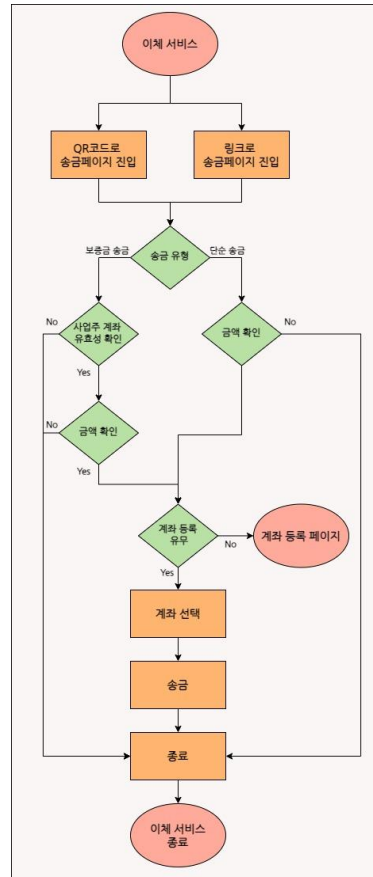 이체 서비스
QR코드로
송금페이지 진입
링크로
송금페이지 진입
송금 유형
보증금 송금
단순 송금
사업주 계좌
유효성 확인
No
Yes
금액 확인
No
금액 확인
No
Yes
계좌 등록
유무
No
계좌 등록 페이지
Yes
계좌 선택
송금
종료
이체 서비스
종료